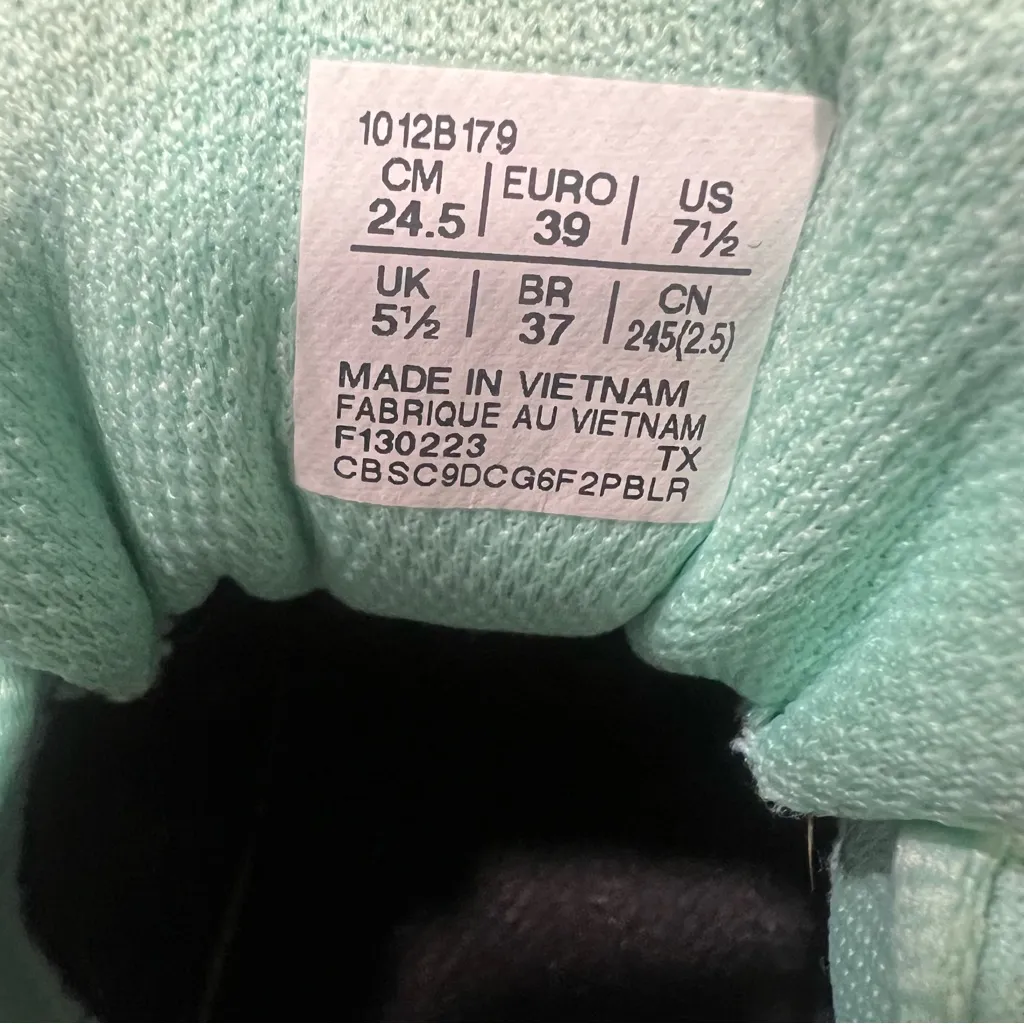 1012B179
CM | EURO | US
24.5 | 39 | 7½
UK | BR | CN
5½ | 37 | 245(2.5)
MADE IN VIETNAM
FABRIQUE AU VIETNAM
F130223 TX
CBSC9DCG6F2PBLR